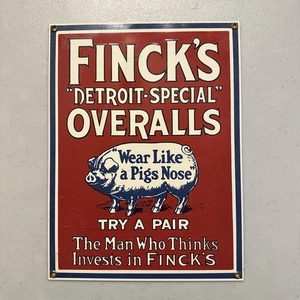 FINCK'S
"DETROIT-SPECIAL"
OVERALLS
"Wear Like
a Pigs Nose"
TRY A PAIR
The Man Who Thinks
Invests in FINCK'S